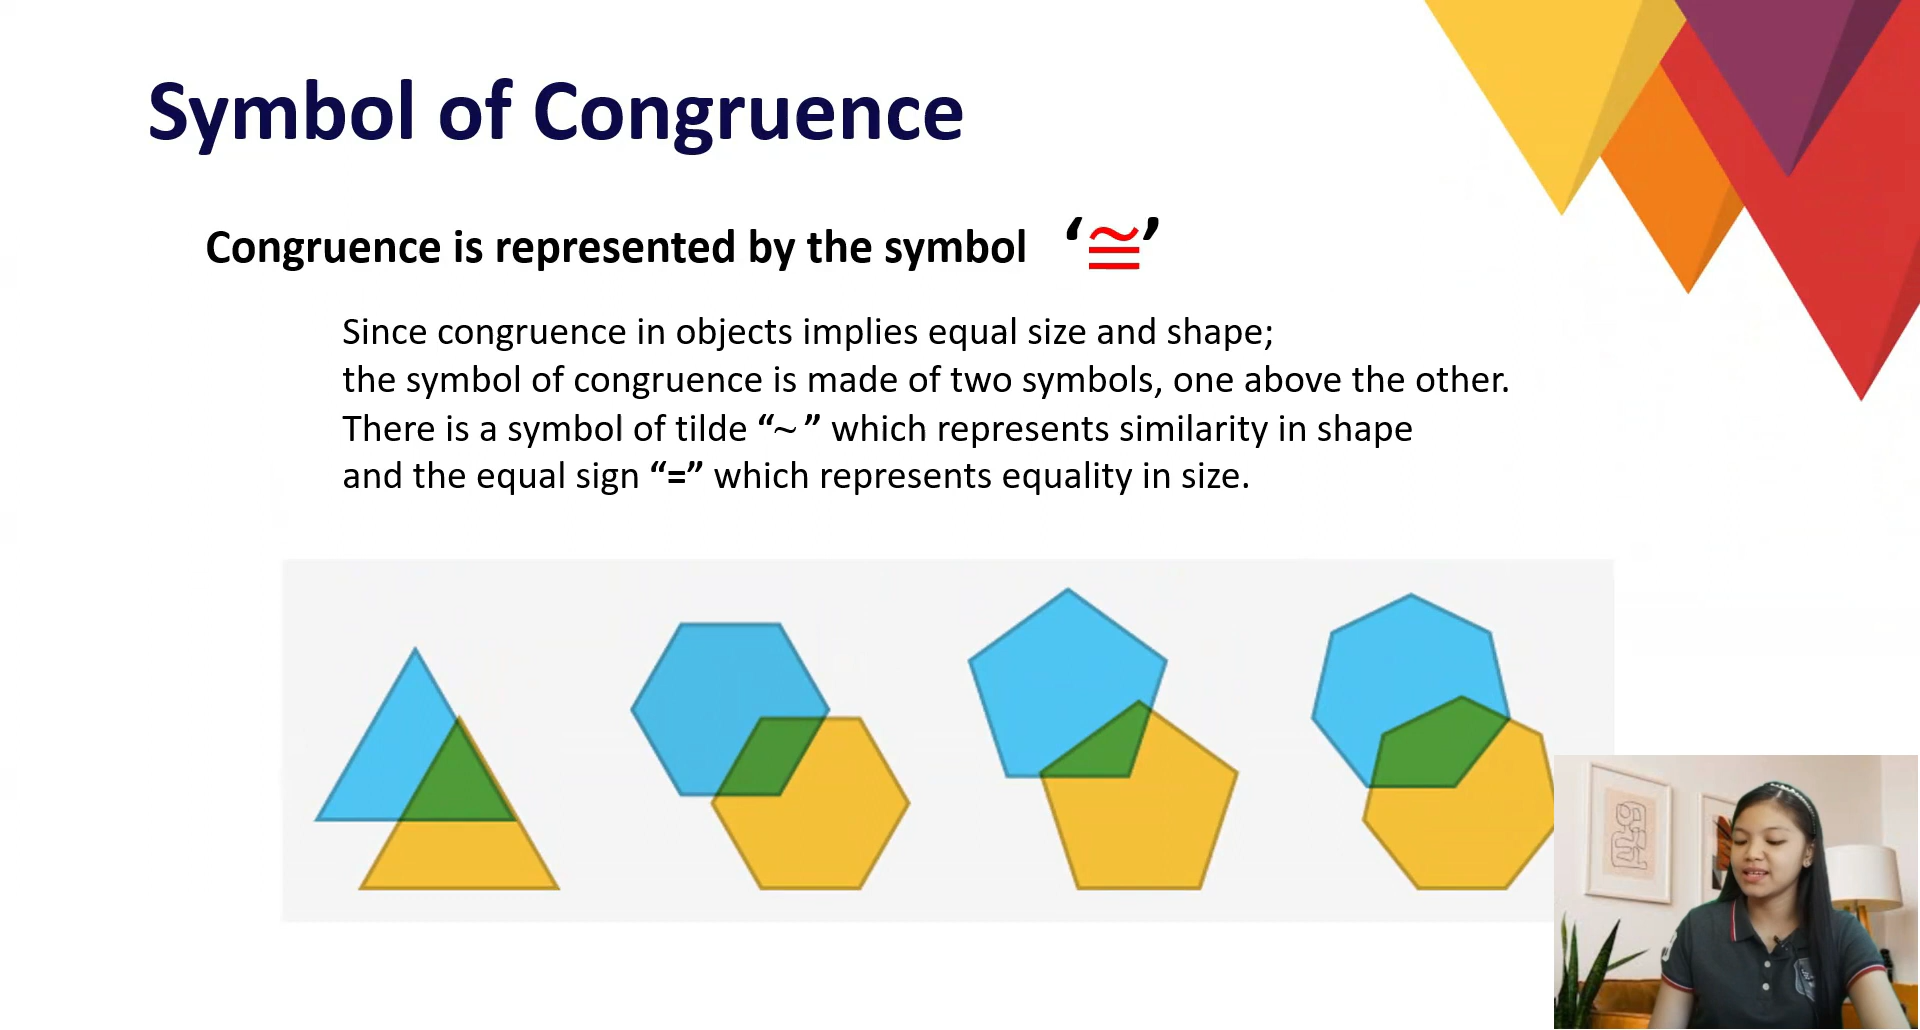 Symbol of Congruence
Congruence is represented by the symbol ‘≅’
Since congruence in objects implies equal size and shape;
the symbol of congruence is made of two symbols, one above the other.
There is a symbol of tilde “~ ” which represents similarity in shape
and the equal sign “=” which represents equality in size.